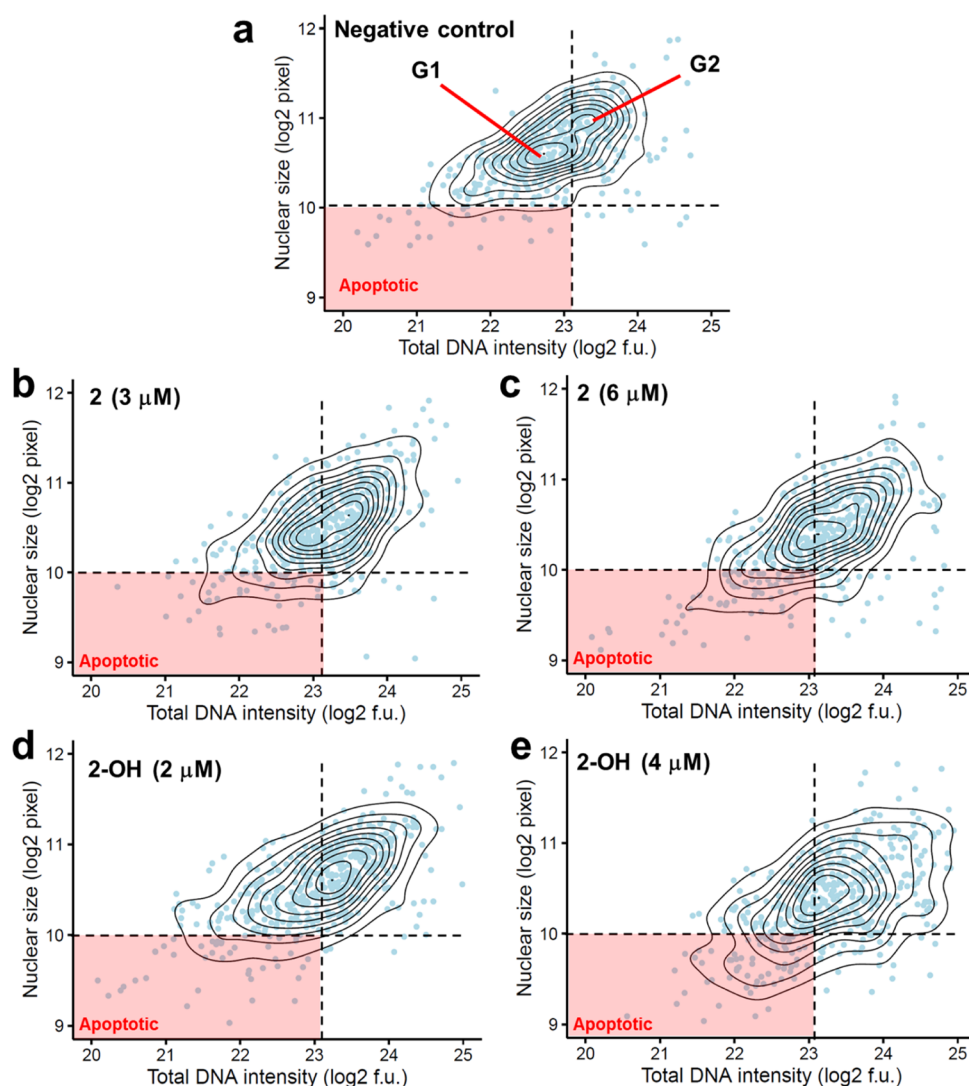 a
Negative control
G1
G2
Nuclear size (log2 pixel)
12
11
10
9
Apoptotic
20 21 22 23 24 25
Total DNA intensity (log2 f.u.)
b
2 (3 μM)
Nuclear size (log2 pixel)
12
11
10
9
Apoptotic
20 21 22 23 24 25
Total DNA intensity (log2 f.u.)
c
2 (6 μM)
Nuclear size (log2 pixel)
12
11
10
9
Apoptotic
20 21 22 23 24 25
Total DNA intensity (log2 f.u.)
d
2-OH (2 μM)
Nuclear size (log2 pixel)
12
11
10
9
Apoptotic
20 21 22 23 24 25
Total DNA intensity (log2 f.u.)
e
2-OH (4 μM)
Nuclear size (log2 pixel)
12
11
10
9
Apoptotic
20 21 22 23 24 25
Total DNA intensity (log2 f.u.)